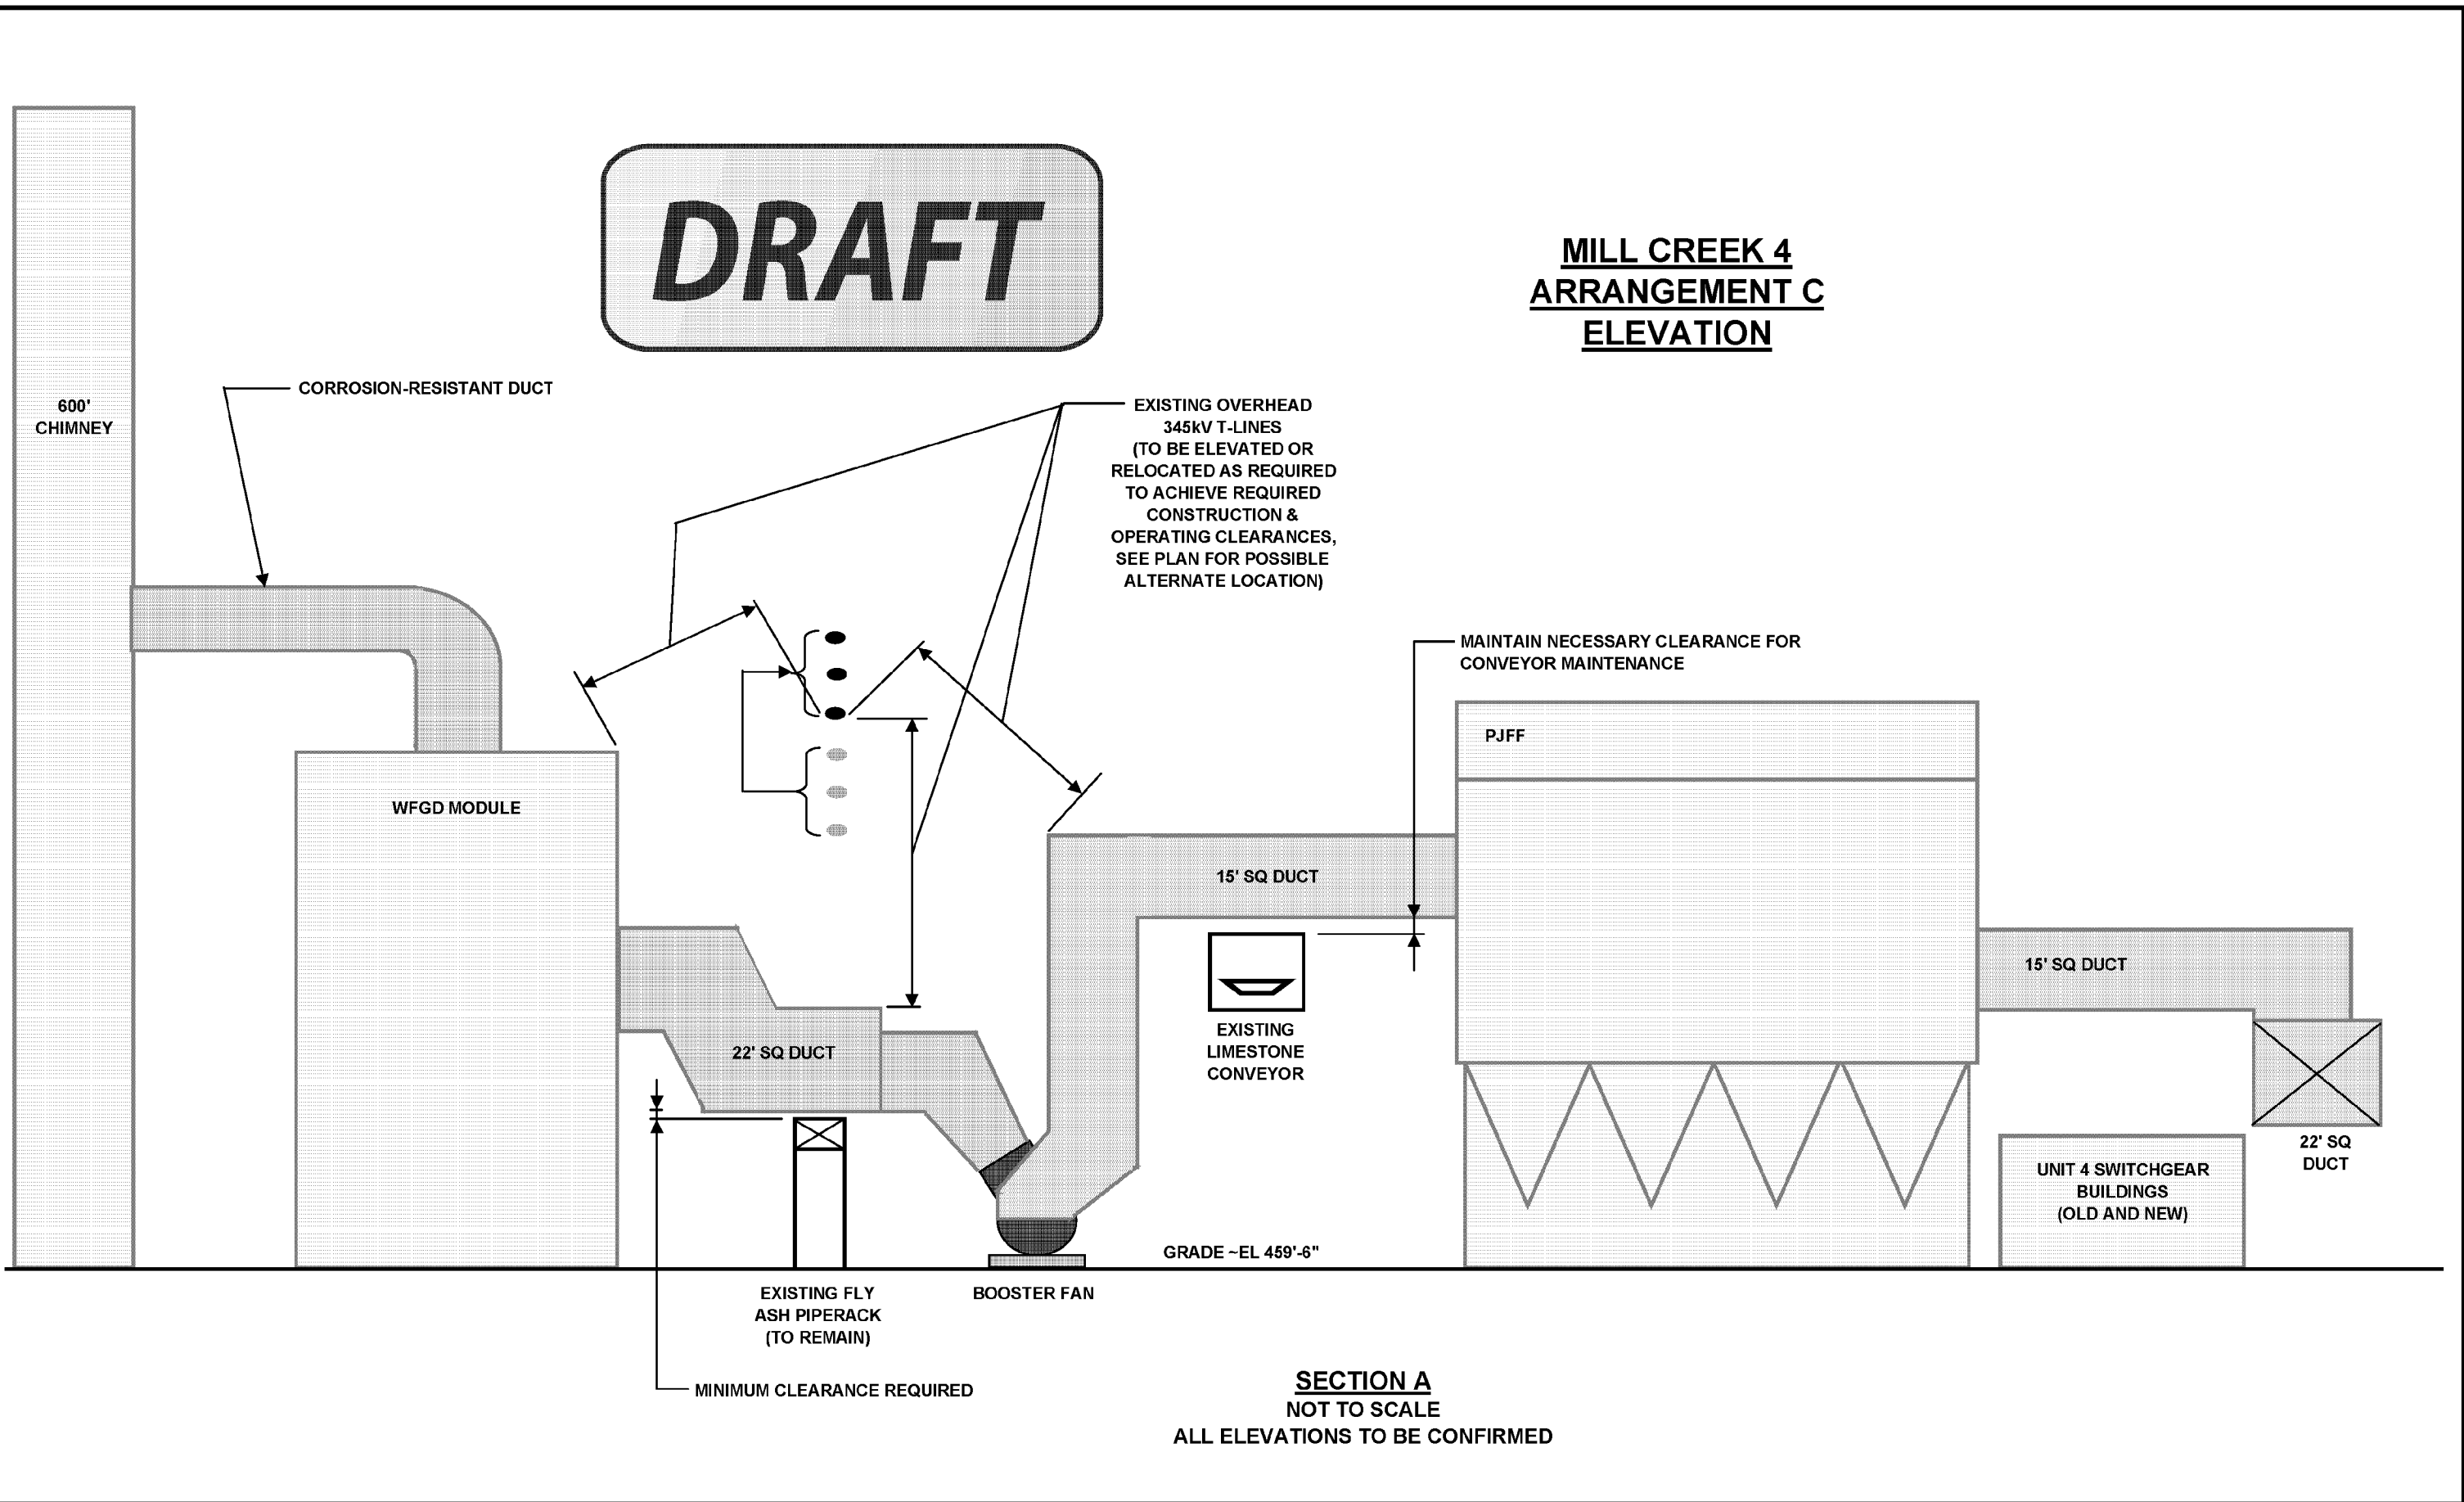 DRAFT
MILL CREEK 4
ARRANGEMENT C
ELEVATION
600'
CHIMNEY
CORROSION-RESISTANT DUCT
EXISTING OVERHEAD
345kV T-LINES
(TO BE ELEVATED OR
RELOCATED AS REQUIRED
TO ACHIEVE REQUIRED
CONSTRUCTION &
OPERATING CLEARANCES,
SEE PLAN FOR POSSIBLE
ALTERNATE LOCATION)
MAINTAIN NECESSARY CLEARANCE FOR
CONVEYOR MAINTENANCE
PJFF
WFGD MODULE
15' SQ DUCT
15' SQ DUCT
EXISTING
LIMESTONE
CONVEYOR
22' SQ DUCT
22' SQ
DUCT
UNIT 4 SWITCHGEAR
BUILDINGS
(OLD AND NEW)
GRADE ~EL 459'-6"
EXISTING FLY
ASH PIPERACK
(TO REMAIN)
BOOSTER FAN
MINIMUM CLEARANCE REQUIRED
SECTION A
NOT TO SCALE
ALL ELEVATIONS TO BE CONFIRMED